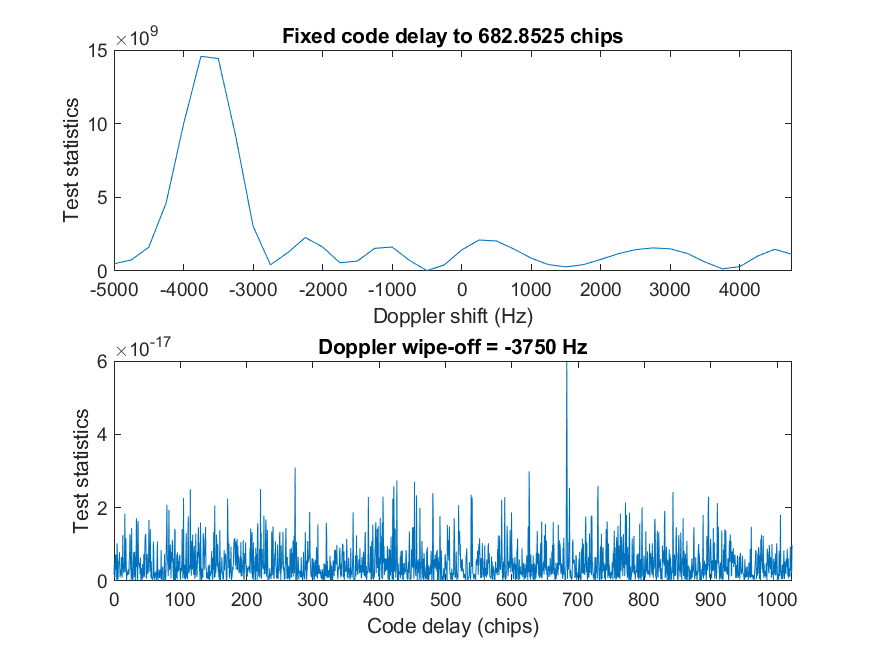 ×10^9
Fixed code delay to 682.8525 chips
15
10
5
0
Test statistics
-5000 -4000 -3000 -2000 -1000 0 1000 2000 3000 4000
Doppler shift (Hz)
×10^-17
Doppler wipe-off = -3750 Hz
6
4
2
0
Test statistics
0 100 200 300 400 500 600 700 800 900 1000
Code delay (chips)